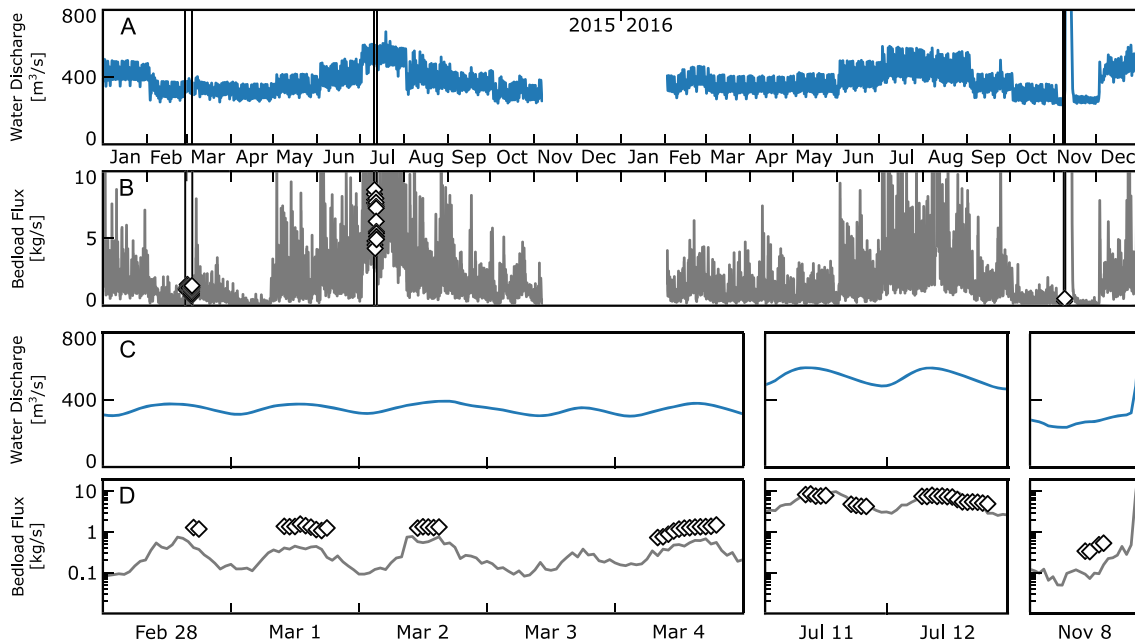 800
A
2015
2016
Water Discharge
[m³/s]
400
0
Jan Feb Mar Apr May Jun Jul Aug Sep Oct Nov Dec Jan Feb Mar Apr May Jun Jul Aug Sep Oct Nov Dec
10
B
Bedload Flux
[kg/s]
5
0
800
C
Water Discharge
[m³/s]
400
0
10
D
Bedload Flux
[kg/s]
1
0.1
Feb 28 Mar 1 Mar 2 Mar 3 Mar 4 Jul 11 Jul 12 Nov 8